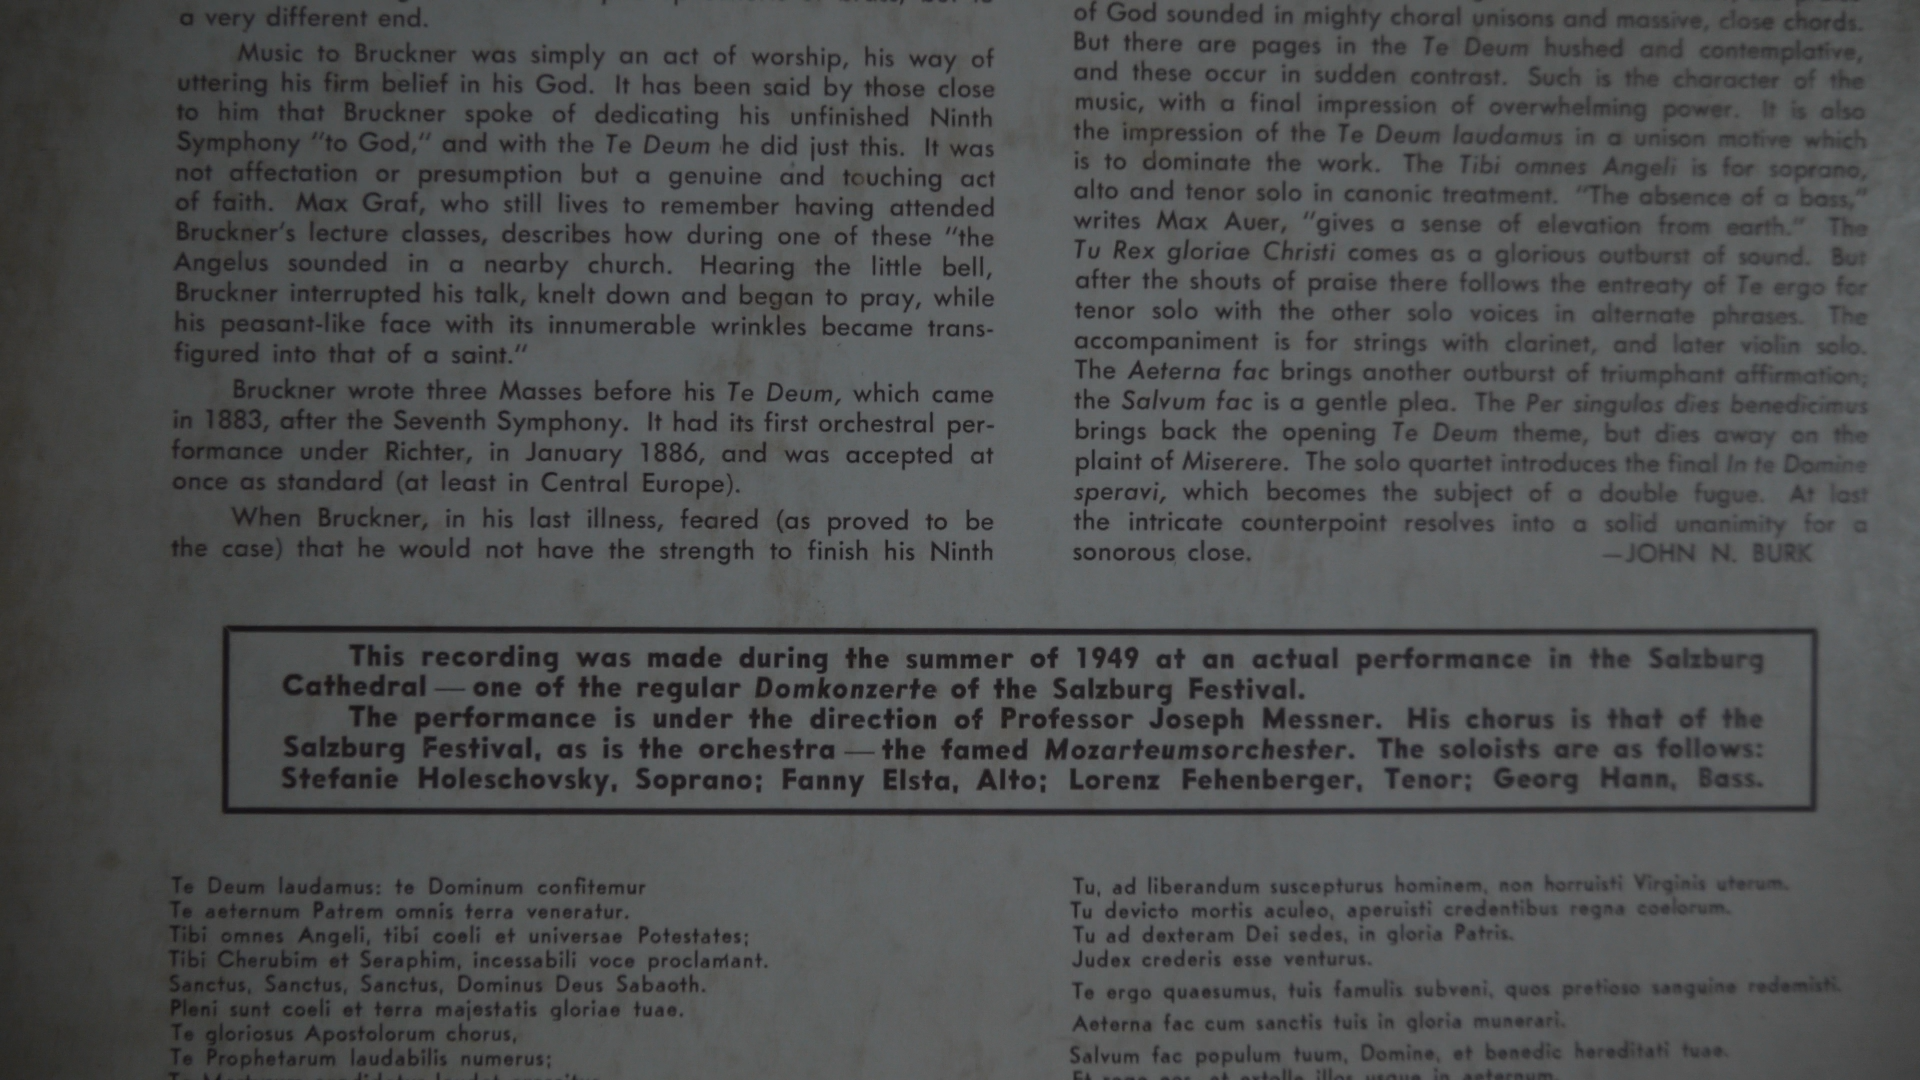 a very different end.
Music to Bruckner was simply an act of worship, his way of
uttering his firm belief in his God. It has been said by those close
to him that Bruckner spoke of dedicating his unfinished Ninth
Symphony "to God," and with the Te Deum he did just this. It was
not affectation or presumption but a genuine and touching act
of faith. Max Graf, who still lives to remember having attended
Bruckner's lecture classes, describes how during one of these "the
Angelus sounded in a nearby church. Hearing the little bell,
Bruckner interrupted his talk, knelt down and began to pray, while
his peasant-like face with its innumerable wrinkles became trans-
figured into that of a saint."
Bruckner wrote three Masses before his Te Deum, which came
in 1883, after the Seventh Symphony. It had its first orchestral per-
formance under Richter, in January 1886, and was accepted at
once as standard (at least in Central Europe).
When Bruckner, in his last illness, feared (as proved to be
the case) that he would not have the strength to finish his Ninth
of God sounded in mighty choral unisons and massive, close chords.
But there are pages in the Te Deum hushed and contemplative,
and these occur in sudden contrast. Such is the character of the
music, with a final impression of overwhelming power. It is also
the impression of the Te Deum laudamus in a unison motive which
is to dominate the work. The Tibi omnes Angeli is for soprano,
alto and tenor solo in canonic treatment. "The absence of a bass,"
writes Max Auer, "gives a sense of elevation from earth." The
Tu Rex gloriae Christi comes as a glorious outburst of sound. But
after the shouts of praise there follows the entreaty of Te ergo for
tenor solo with the other solo voices in alternate phrases. The
accompaniment is for strings with clarinet, and later violin solo.
The Aeterna fac brings another outburst of triumphant affirmation;
the Salvum fac is a gentle plea. The Per singulos dies benedicimus
brings back the opening Te Deum theme, but dies away on the
plaint of Miserere. The solo quartet introduces the final In te Domine
speravi, which becomes the subject of a double fugue. At last
the intricate counterpoint resolves into a solid unanimity for a
sonorous close. —JOHN N. BURK
This recording was made during the summer of 1949 at an actual performance in the Salzburg
Cathedral — one of the regular Domkonzerte of the Salzburg Festival.
The performance is under the direction of Professor Joseph Messner. His chorus is that of the
Salzburg Festival, as is the orchestra — the famed Mozarteumsorchester. The soloists are as follows:
Stefanie Holeschovsky, Soprano; Fanny Elsta, Alto; Lorenz Fehenberger, Tenor; Georg Hann, Bass.
Te Deum laudamus: te Dominum confitemur
Te aeternum Patrem omnis terra veneratur.
Tibi omnes Angeli, tibi coeli et universae Potestates;
Tibi Cherubim et Seraphim, incessabili voce proclamant.
Sanctus, Sanctus, Sanctus, Dominus Deus Sabaoth.
Pleni sunt coeli et terra majestatis gloriae tuae.
Te gloriosus Apostolorum chorus,
Te Prophetarum laudabilis numerus;
Tu, ad liberandum suscepturus hominem, non horruisti Virginis uterum.
Tu devicto mortis aculeo, aperuisti credentibus regna coelorum.
Tu ad dexteram Dei sedes, in gloria Patris.
Judex crederis esse venturus.
Te ergo quaesumus, tuis famulis subveni, quos pretioso sanguine redemisti.
Aeterna fac cum sanctis tuis in gloria munerari.
Salvum fac populum tuum, Domine, et benedic hereditati tuae.